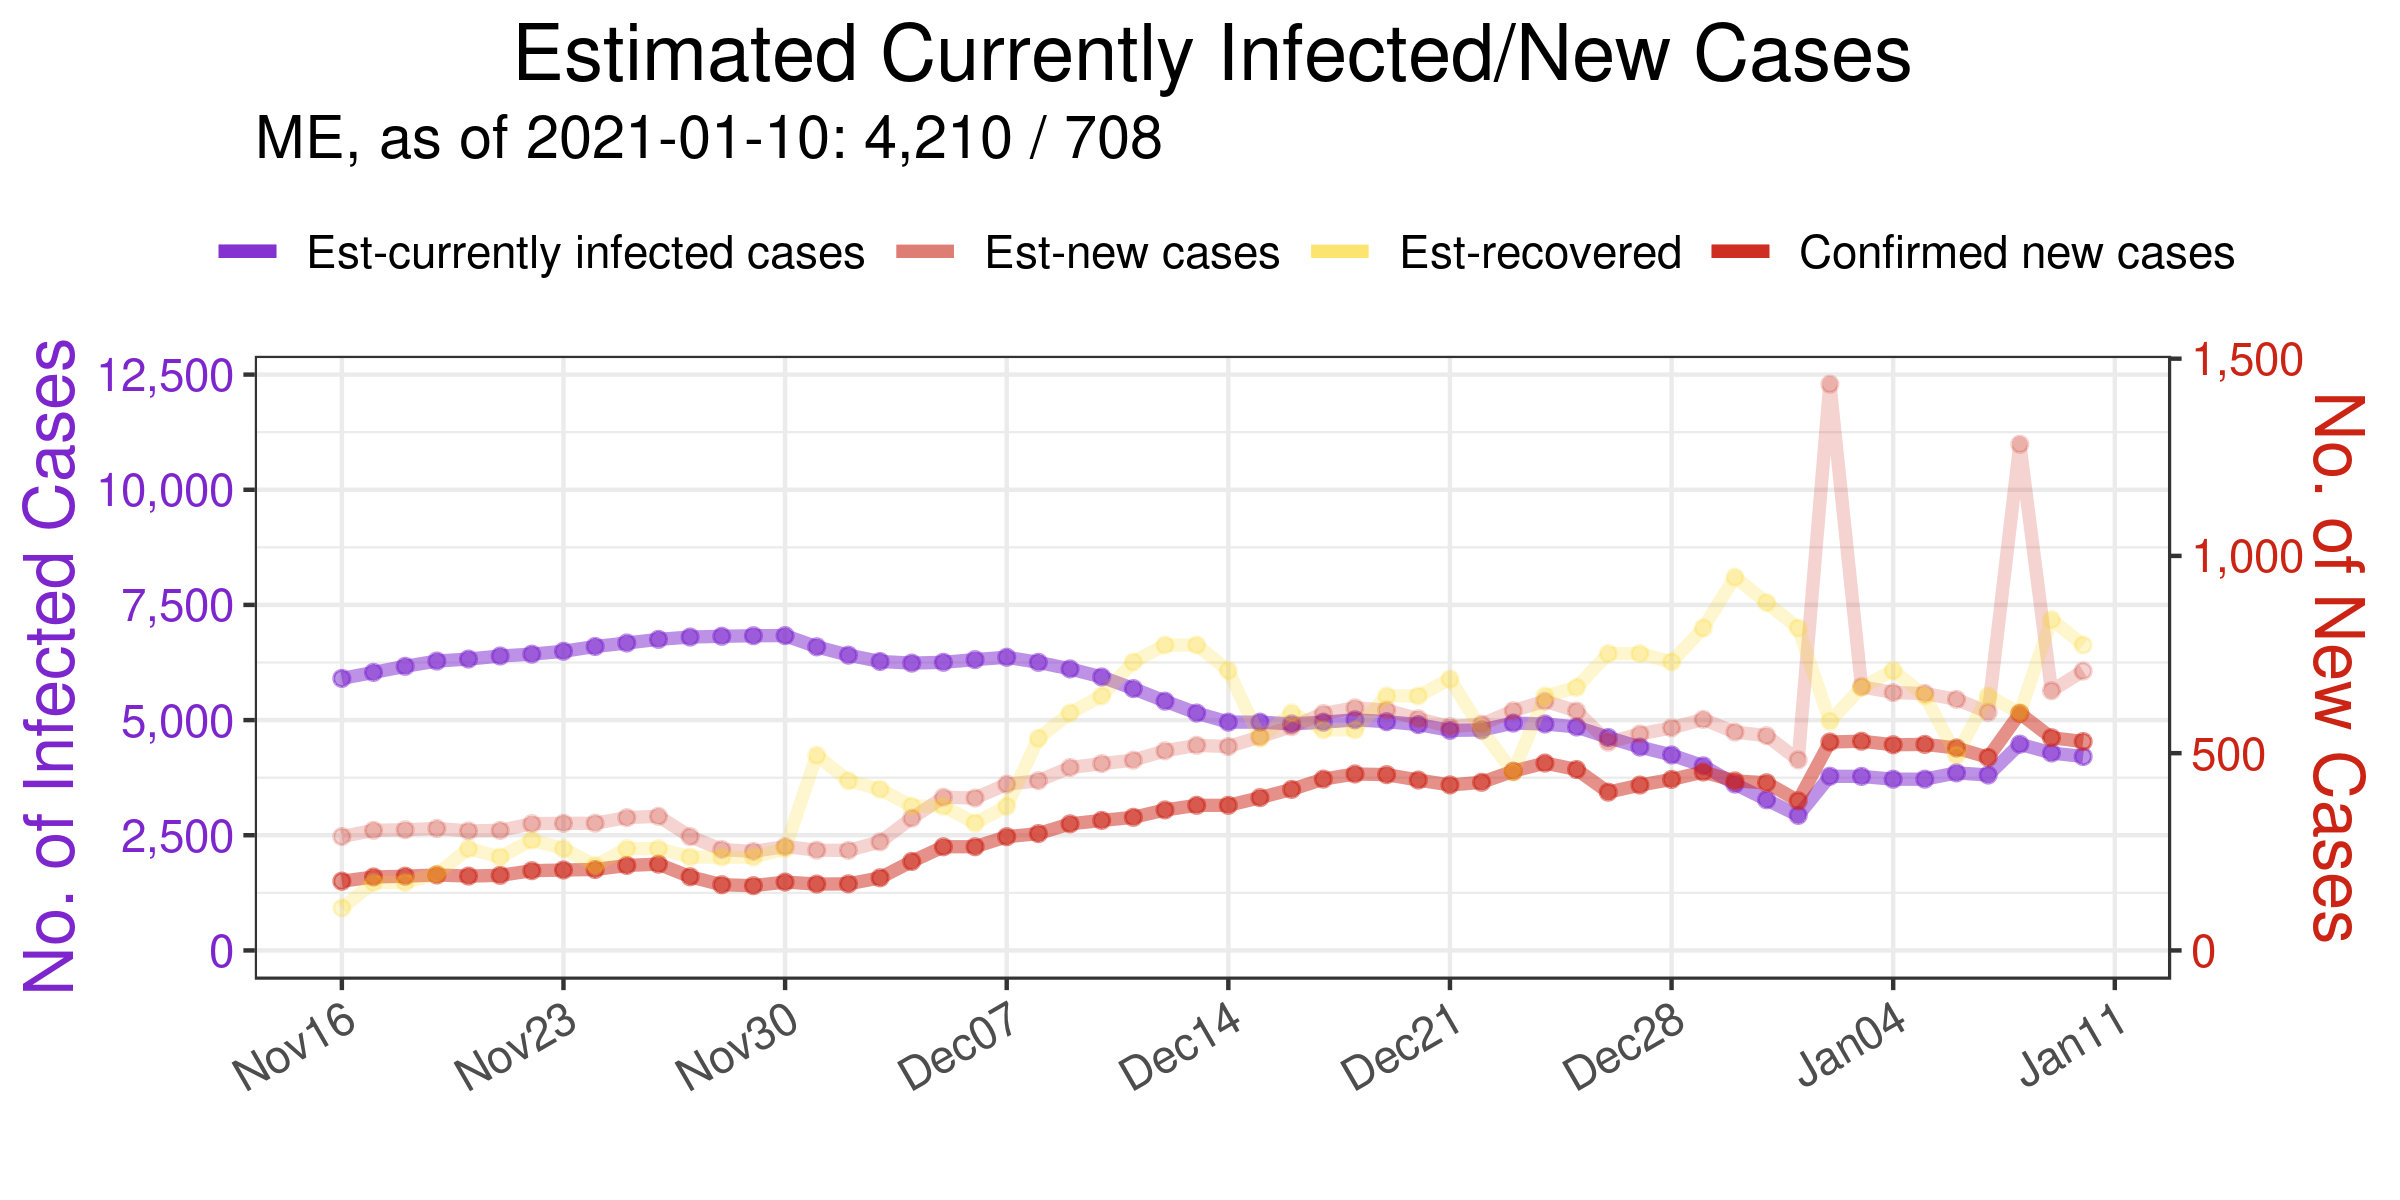 Estimated Currently Infected/New Cases
ME, as of 2021-01-10: 4,210 / 708
Est-currently infected cases Est-new cases Est-recovered Confirmed new cases
No. of Infected Cases
12,500
10,000
7,500
5,000
2,500
0
1,500
1,000
500
0
No. of New Cases
Nov16 Nov23 Nov30 Dec07 Dec14 Dec21 Dec28 Jan04 Jan11